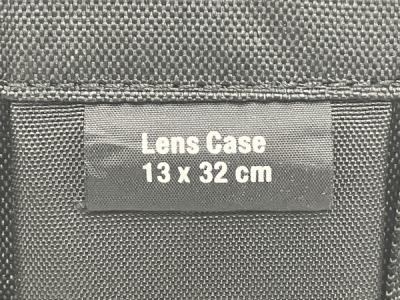 Lens Case
13 x 32 cm